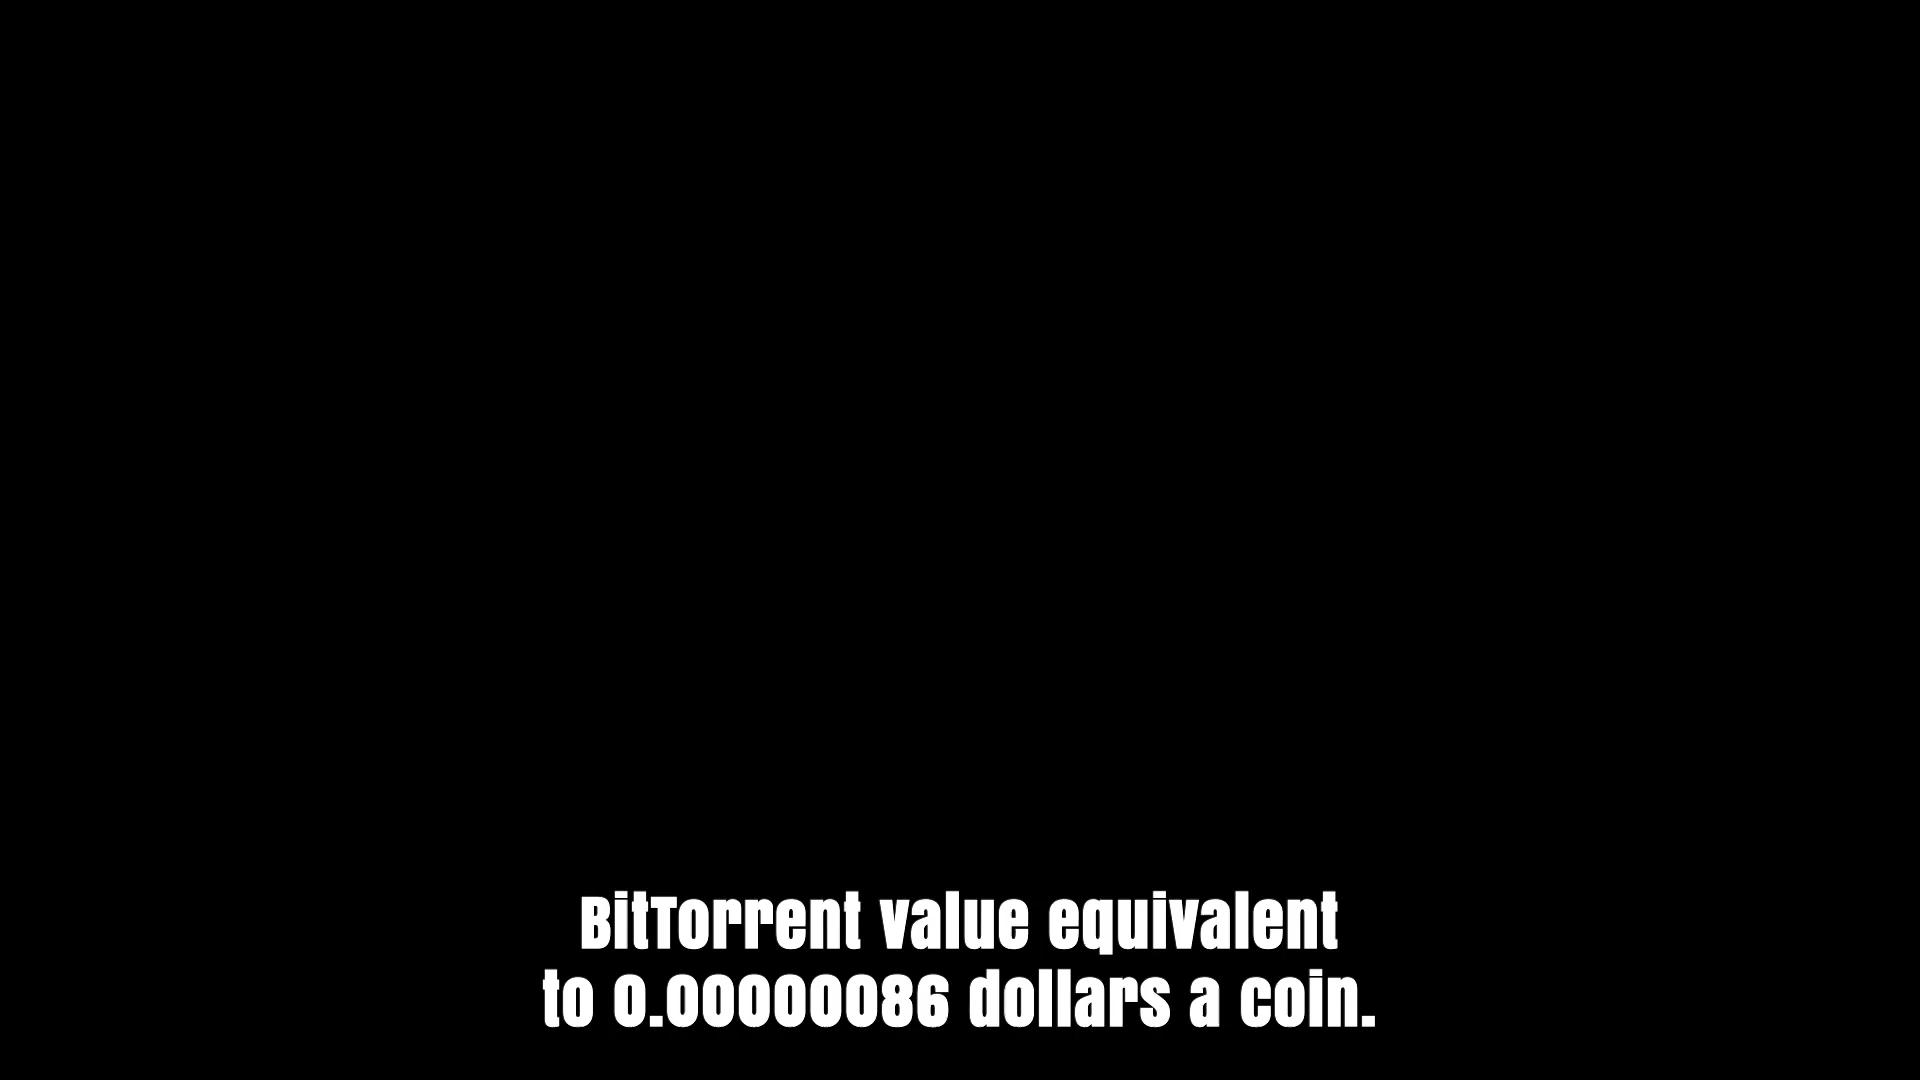 BitTorrent value equivalent
to 0.00000086 dollars a coin.